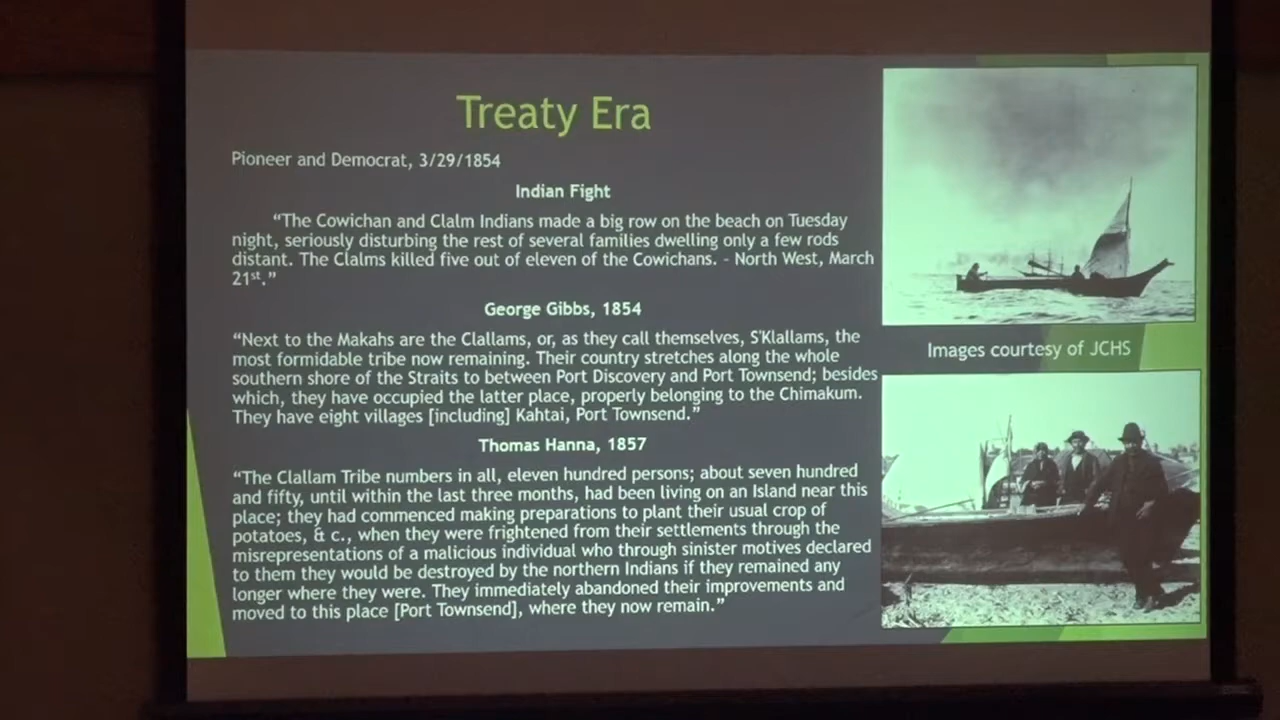 Treaty Era
Pioneer and Democrat, 3/29/1854
Indian Fight
“The Cowichan and Clalm Indians made a big row on the beach on Tuesday
night, seriously disturbing the rest of several families dwelling only a few rods
distant. The Clalms killed five out of eleven of the Cowichans. - North West, March
21st.”
George Gibbs, 1854
“Next to the Makahs are the Clallams, or, as they call themselves, S'Klallams, the
most formidable tribe now remaining. Their country stretches along the whole
southern shore of the Straits to between Port Discovery and Port Townsend; besides
which, they have occupied the latter place, properly belonging to the Chimakum.
They have eight villages [including] Kahtai, Port Townsend.”
Thomas Hanna, 1857
“The Clallam Tribe numbers in all, eleven hundred persons; about seven hundred
and fifty, until within the last three months, had been living on an Island near this
place; they had commenced making preparations to plant their usual crop of
potatoes, & c., when they were frightened from their settlements through the
misrepresentations of a malicious individual who through sinister motives declared
to them they would be destroyed by the northern Indians if they remained any
longer where they were. They immediately abandoned their improvements and
moved to this place [Port Townsend], where they now remain.”
Images courtesy of JCHS